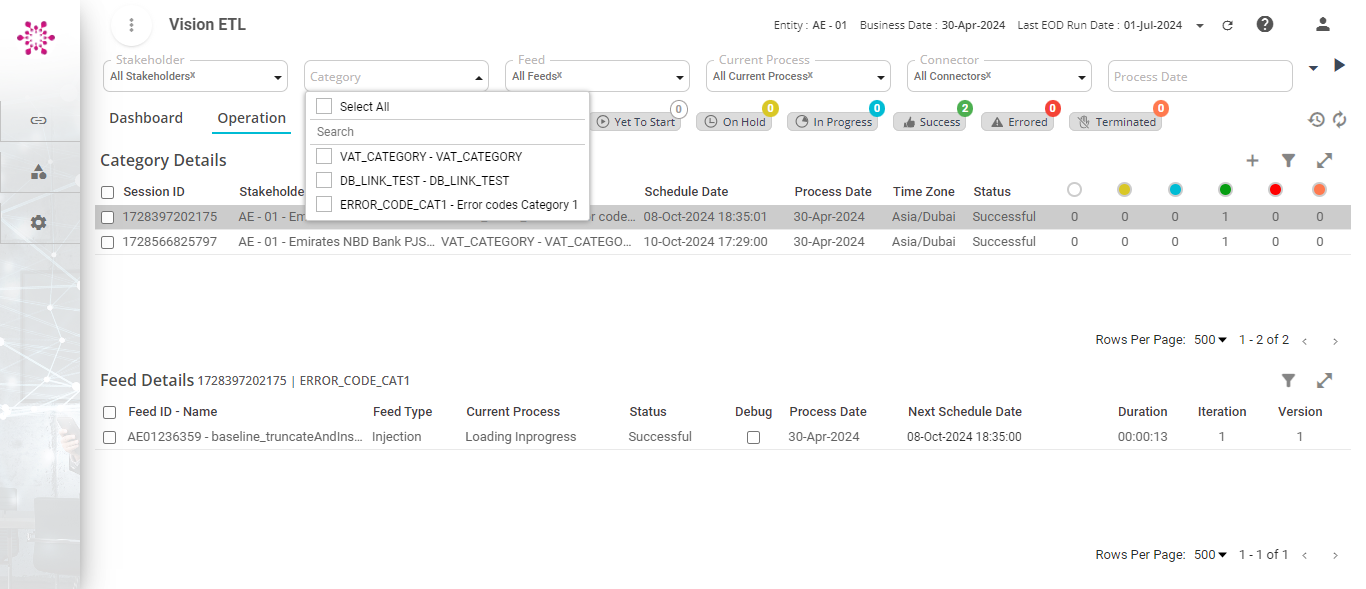 Vision ETL
Entity : AE - 01 Business Date : 30-Apr-2024 Last EOD Run Date : 01-Jul-2024
Stakeholder
All Stakeholders x
Category
Feed
All Feeds x
Current Process
All Current Process x
Connector
All Connectors x
Process Date
Select All
Search
VAT_CATEGORY - VAT_CATEGORY
DB_LINK_TEST - DB_LINK_TEST
ERROR_CODE_CAT1 - Error codes Category 1
Dashboard Operation
Yet To Start 0
On Hold 0
In Progress 0
Success 2
Errored 0
Terminated 0
Category Details
Session ID Stakeholde Schedule Date Process Date Time Zone Status
1728397202175 AE - 01 - Em ror code... 08-Oct-2024 18:35:01 30-Apr-2024 Asia/Dubai Successful 0 0 0 1 0 0
1728566825797 AE - 01 - Emirates NBD Bank PJS... VAT_CATEGORY - VAT_CATEGO... 10-Oct-2024 17:29:00 30-Apr-2024 Asia/Dubai Successful 0 0 0 1 0 0
Rows Per Page: 500 1 - 2 of 2
Feed Details 1728397202175 | ERROR_CODE_CAT1
Feed ID - Name Feed Type Current Process Status Debug Process Date Next Schedule Date Duration Iteration Version
AE01236359 - baseline_truncateAndIns... Injection Loading Inprogress Successful 30-Apr-2024 08-Oct-2024 18:35:00 00:00:13 1 1
Rows Per Page: 500 1 - 1 of 1